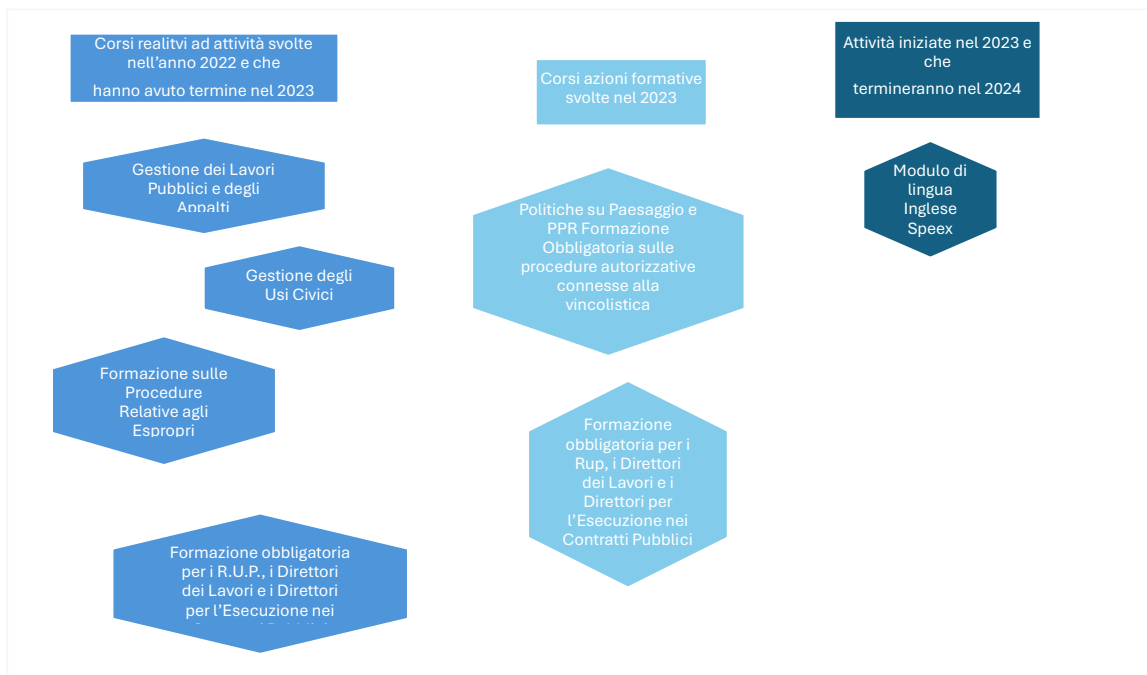 Corsi realitvi ad attività svolte
nell'anno 2022 e che
hanno avuto termine nel 2023
Gestione dei Lavori
Pubblici e degli
Appalti
Gestione degli
Usi Civici
Formazione sulle
Procedure
Relative agli
Espropri
Formazione obbligatoria
per i R.U.P., i Direttori
dei Lavori e i Direttori
per l'Esecuzione nei
Corsi azioni formative
svolte nel 2023
Politiche su Paesaggio e
PPR Formazione
Obbligatoria sulle
procedure autorizzative
connesse alla
vincolistica
Formazione
obbligatoria per i
Rup, i Direttori
dei Lavori e i
Direttori per
l'Esecuzione nei
Contratti Pubblici
Attività iniziate nel 2023 e
che
termineranno nel 2024
Modulo di
lingua
Inglese
Speex